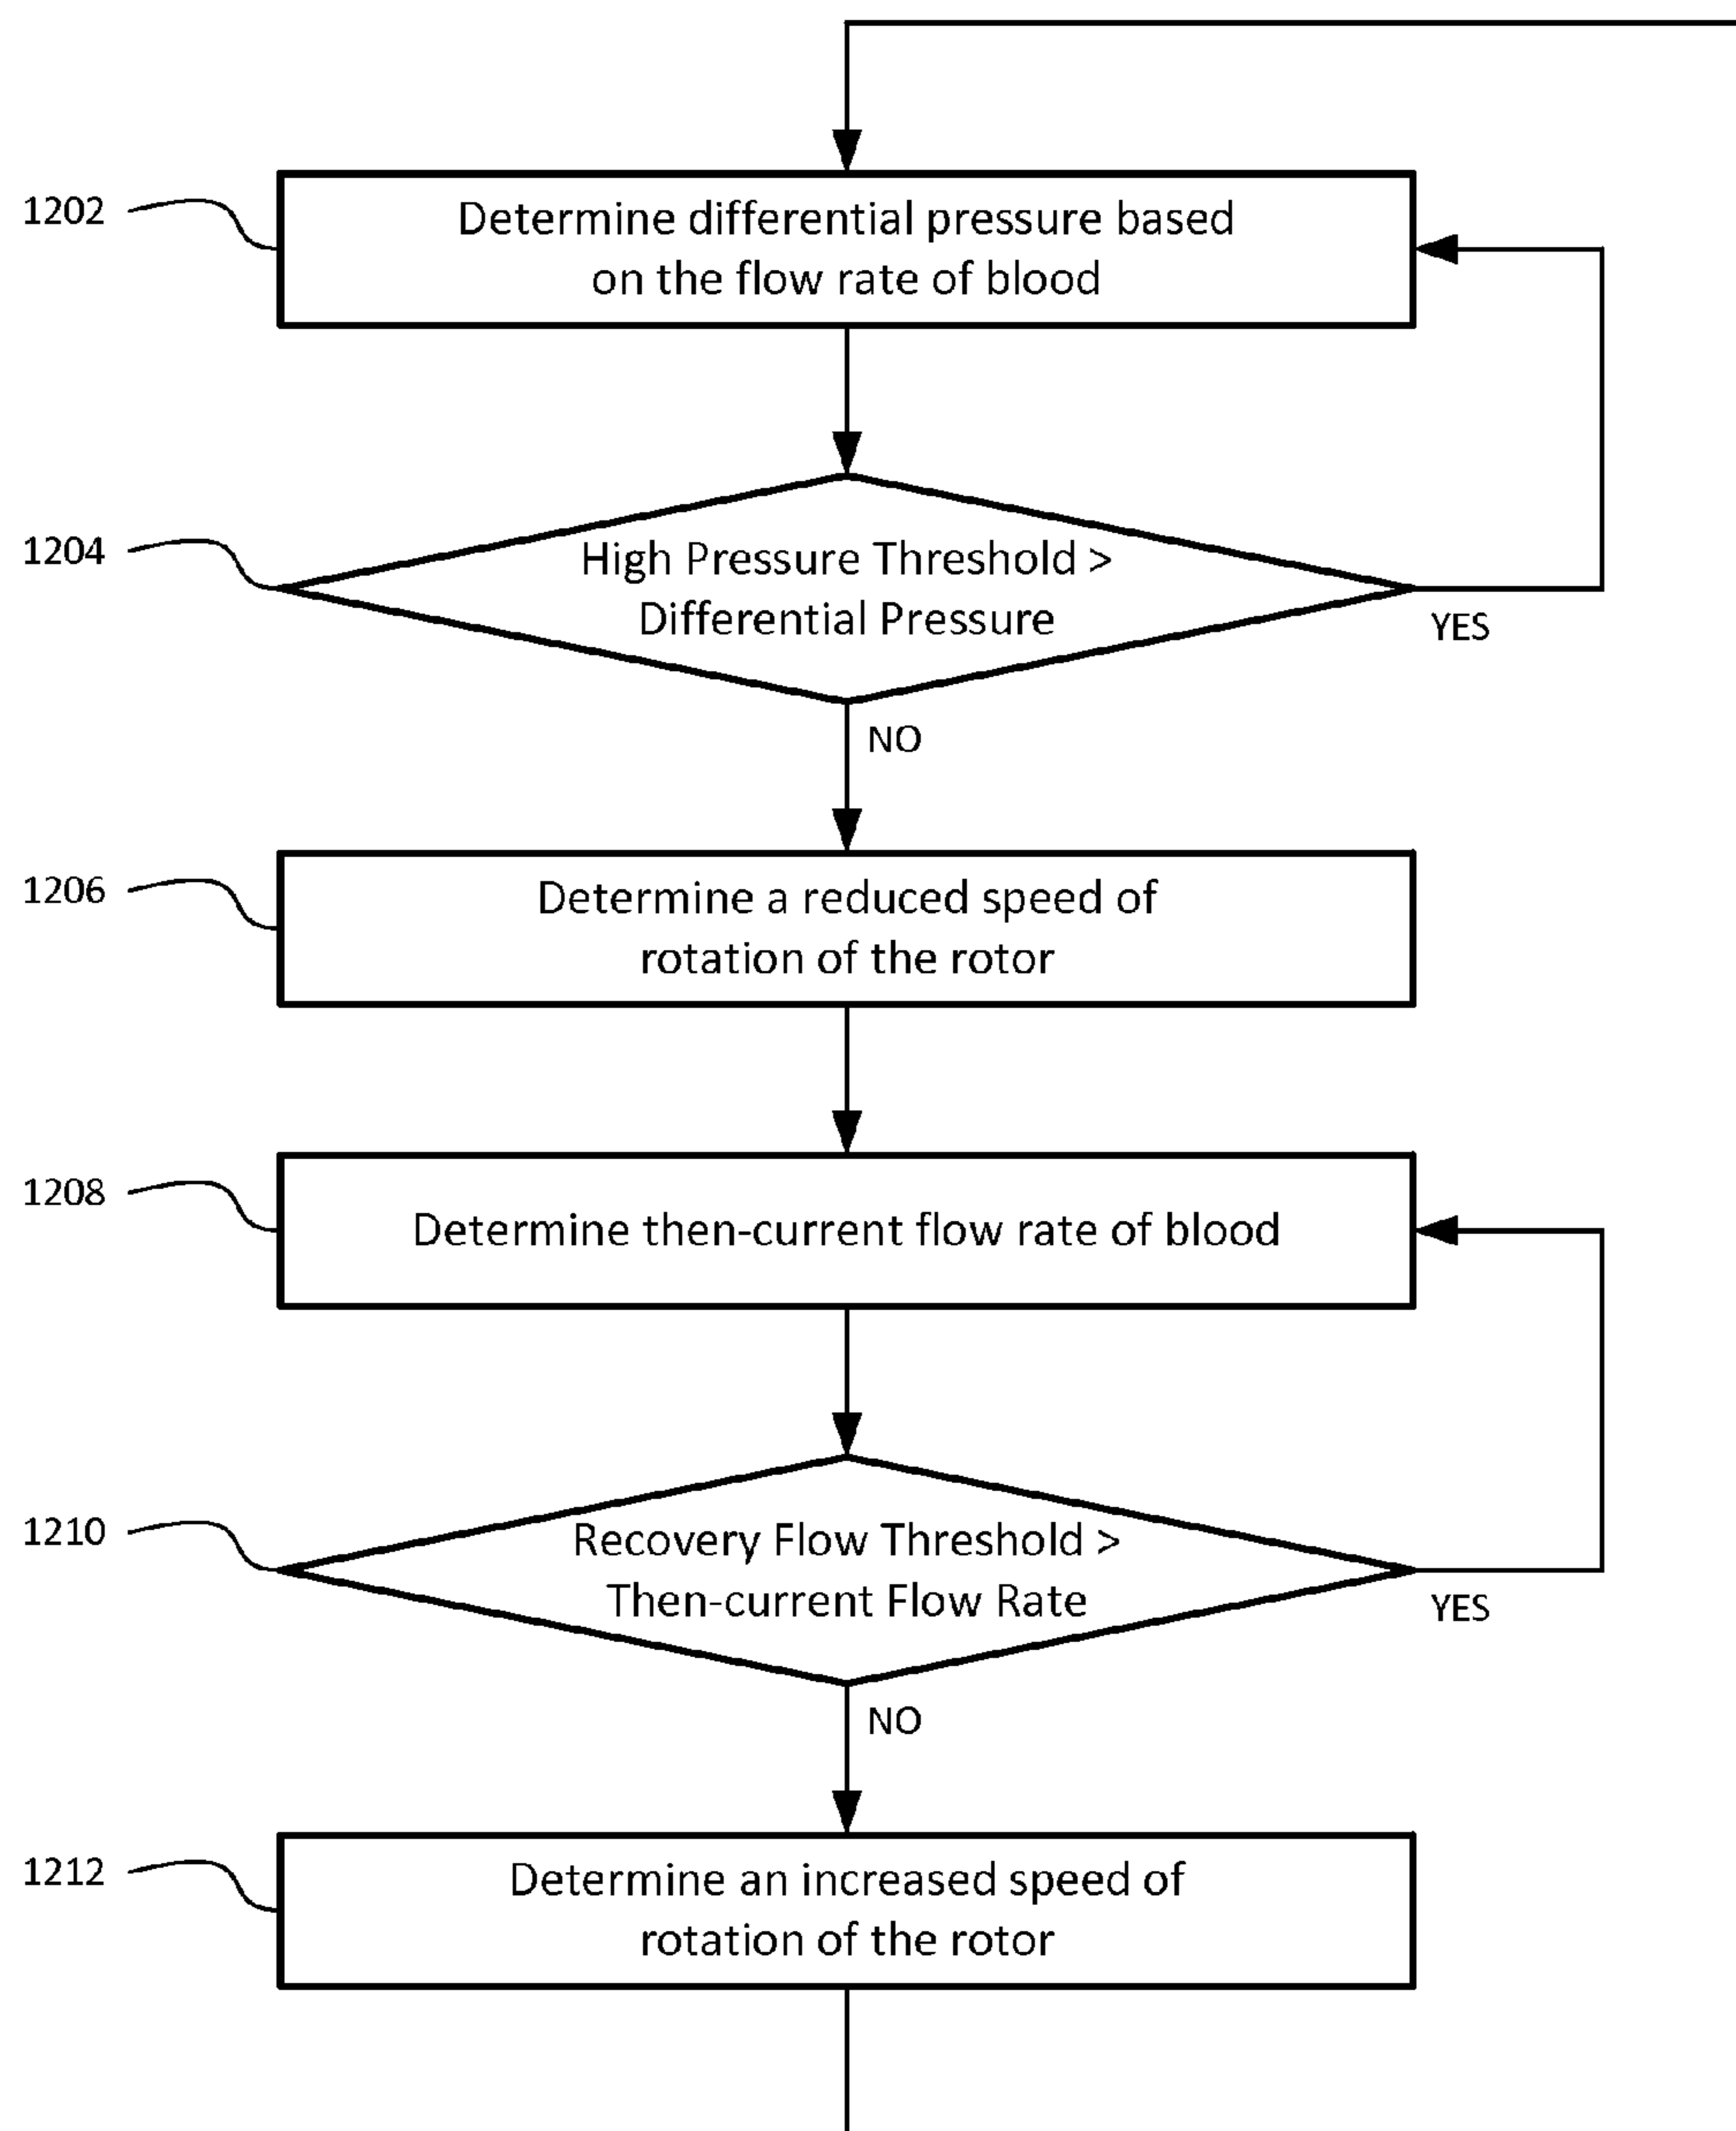 1202
Determine differential pressure based
on the flow rate of blood
1204
High Pressure Threshold >
Differential Pressure
YES
NO
1206
Determine a reduced speed of
rotation of the rotor
1208
Determine then-current flow rate of blood
1210
Recovery Flow Threshold >
Then-current Flow Rate
YES
NO
1212
Determine an increased speed of
rotation of the rotor